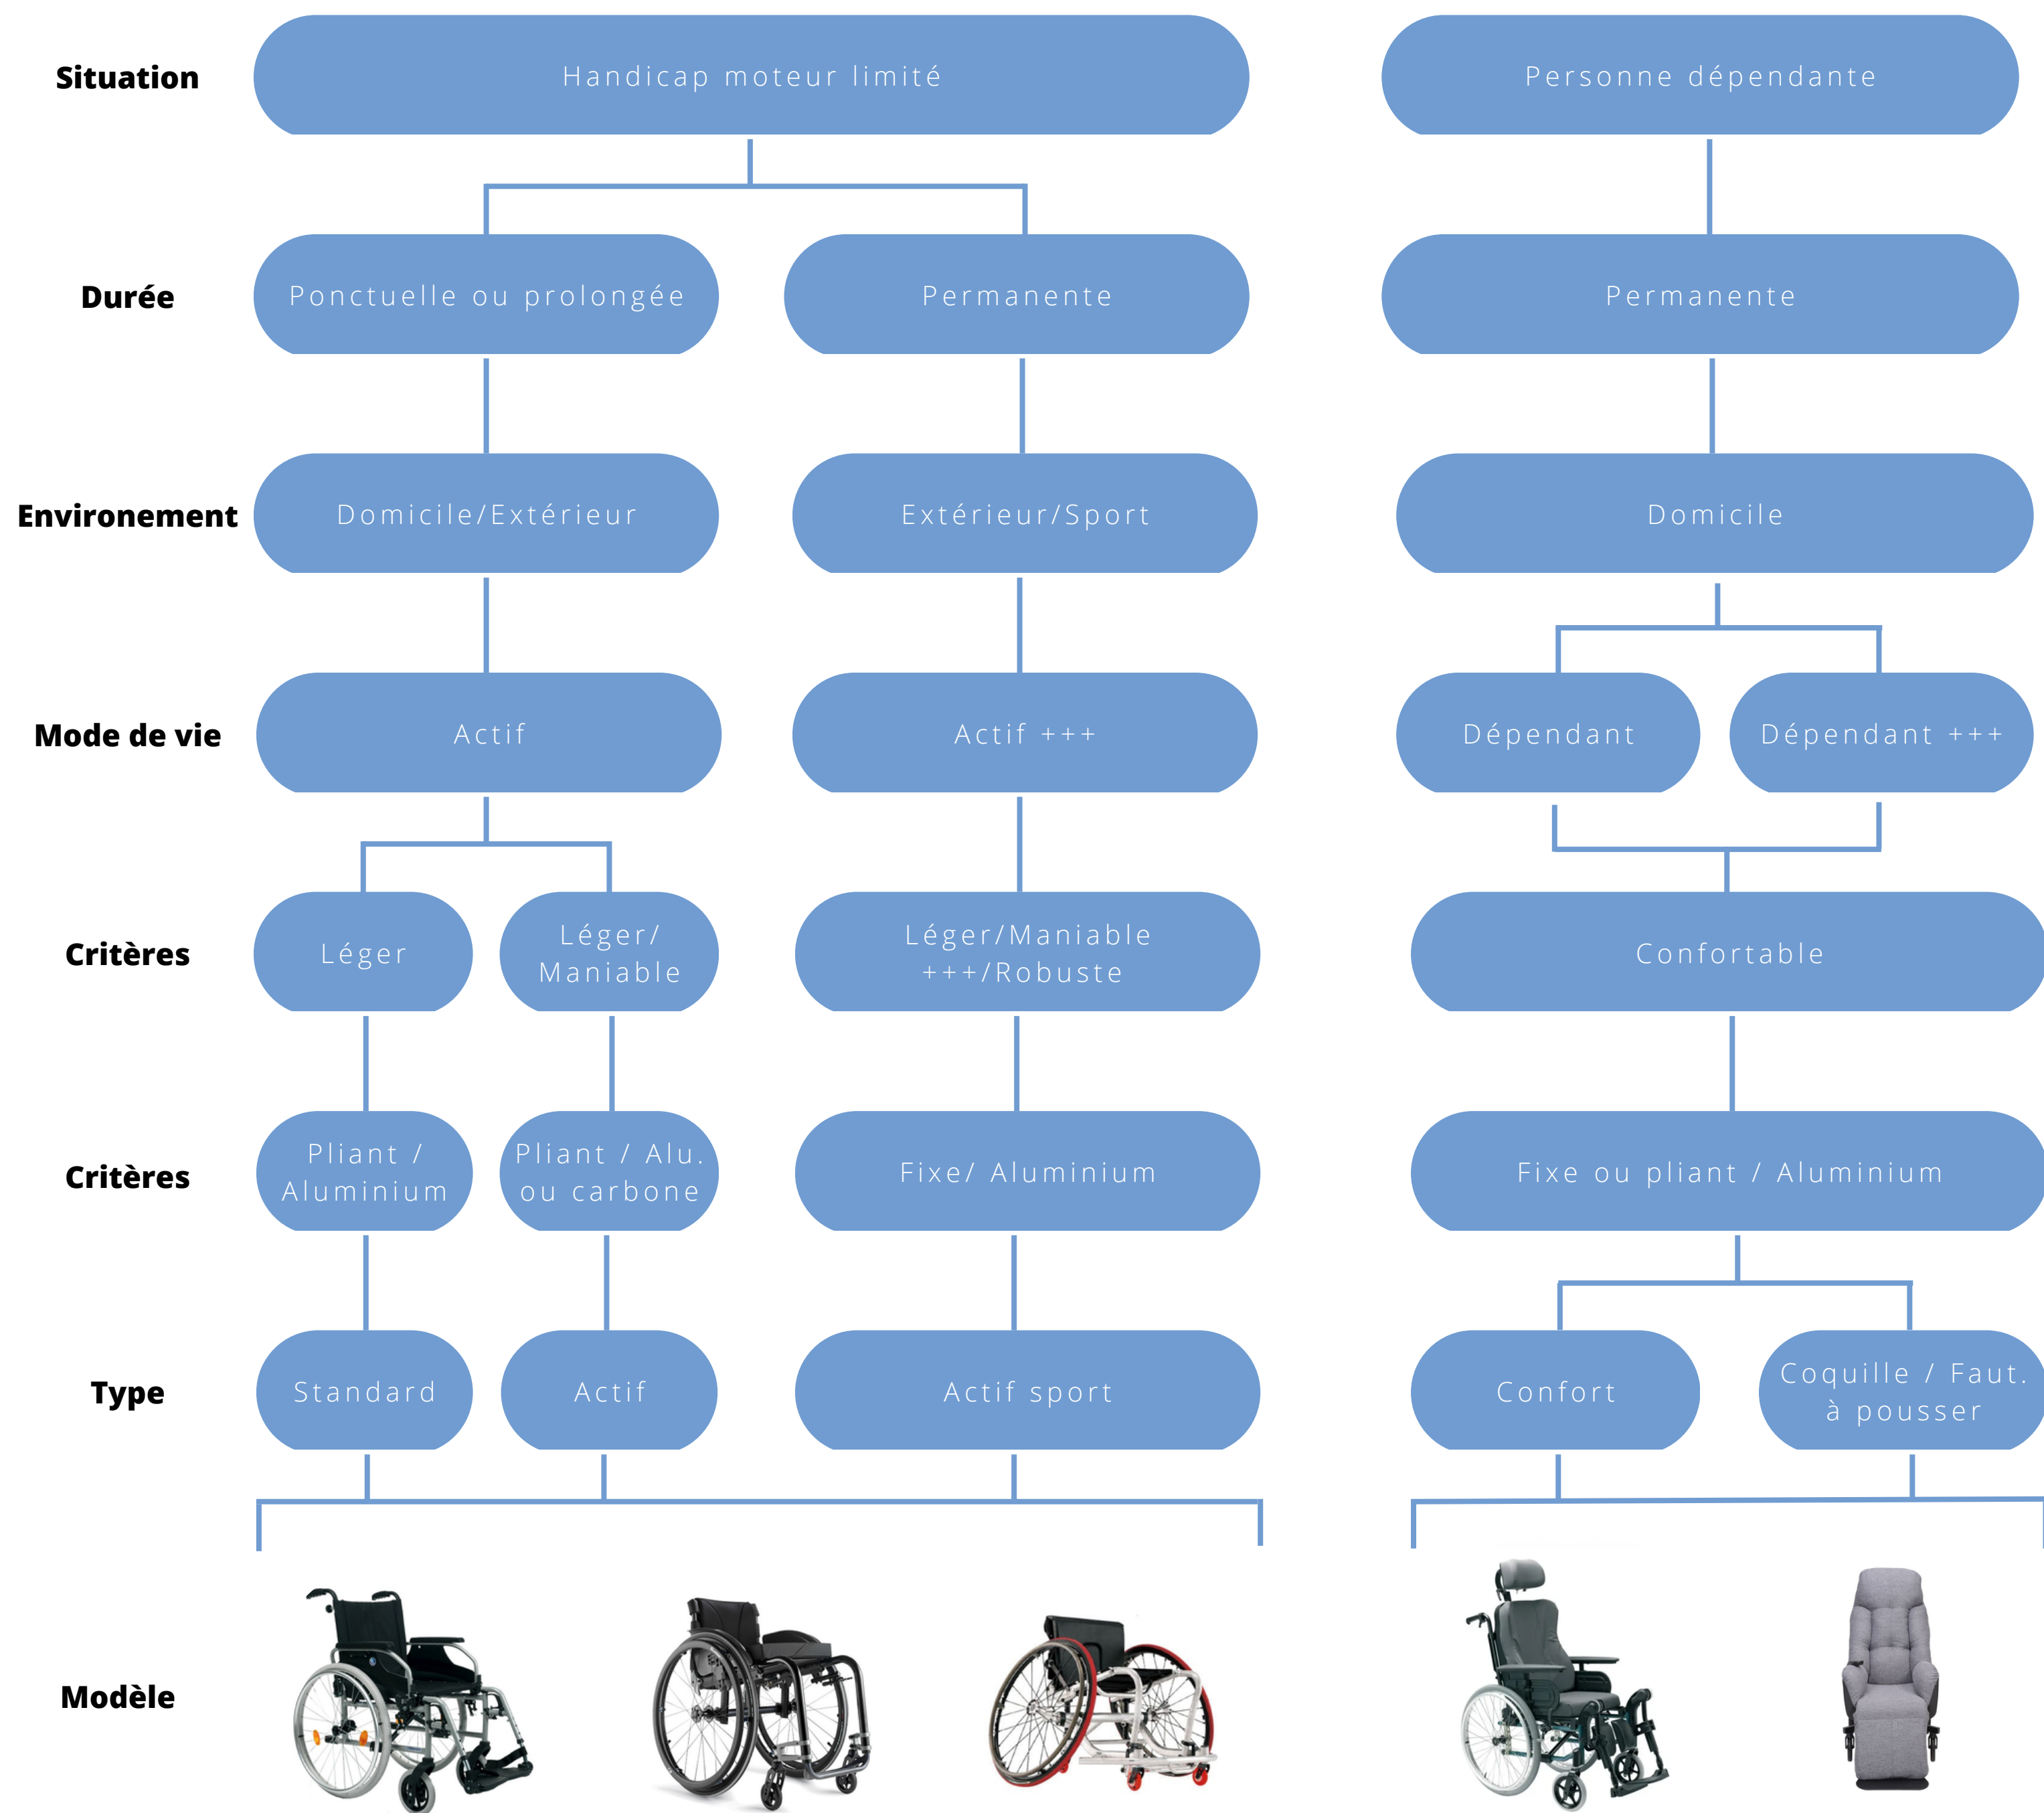 Situation
Handicap moteur limité
Personne dépendante
Durée
Ponctuelle ou prolongée
Permanente
Permanente
Environement
Domicile/Extérieur
Extérieur/Sport
Domicile
Mode de vie
Actif
Actif +++
Dépendant
Dépendant +++
Critères
Léger
Léger/
Maniable
Léger/Maniable
+++/Robuste
Confortable
Critères
Pliant /
Aluminium
Pliant / Alu.
ou carbone
Fixe/ Aluminium
Fixe ou pliant / Aluminium
Type
Standard
Actif
Actif sport
Confort
Coquille / Faut.
à pousser
Modèle